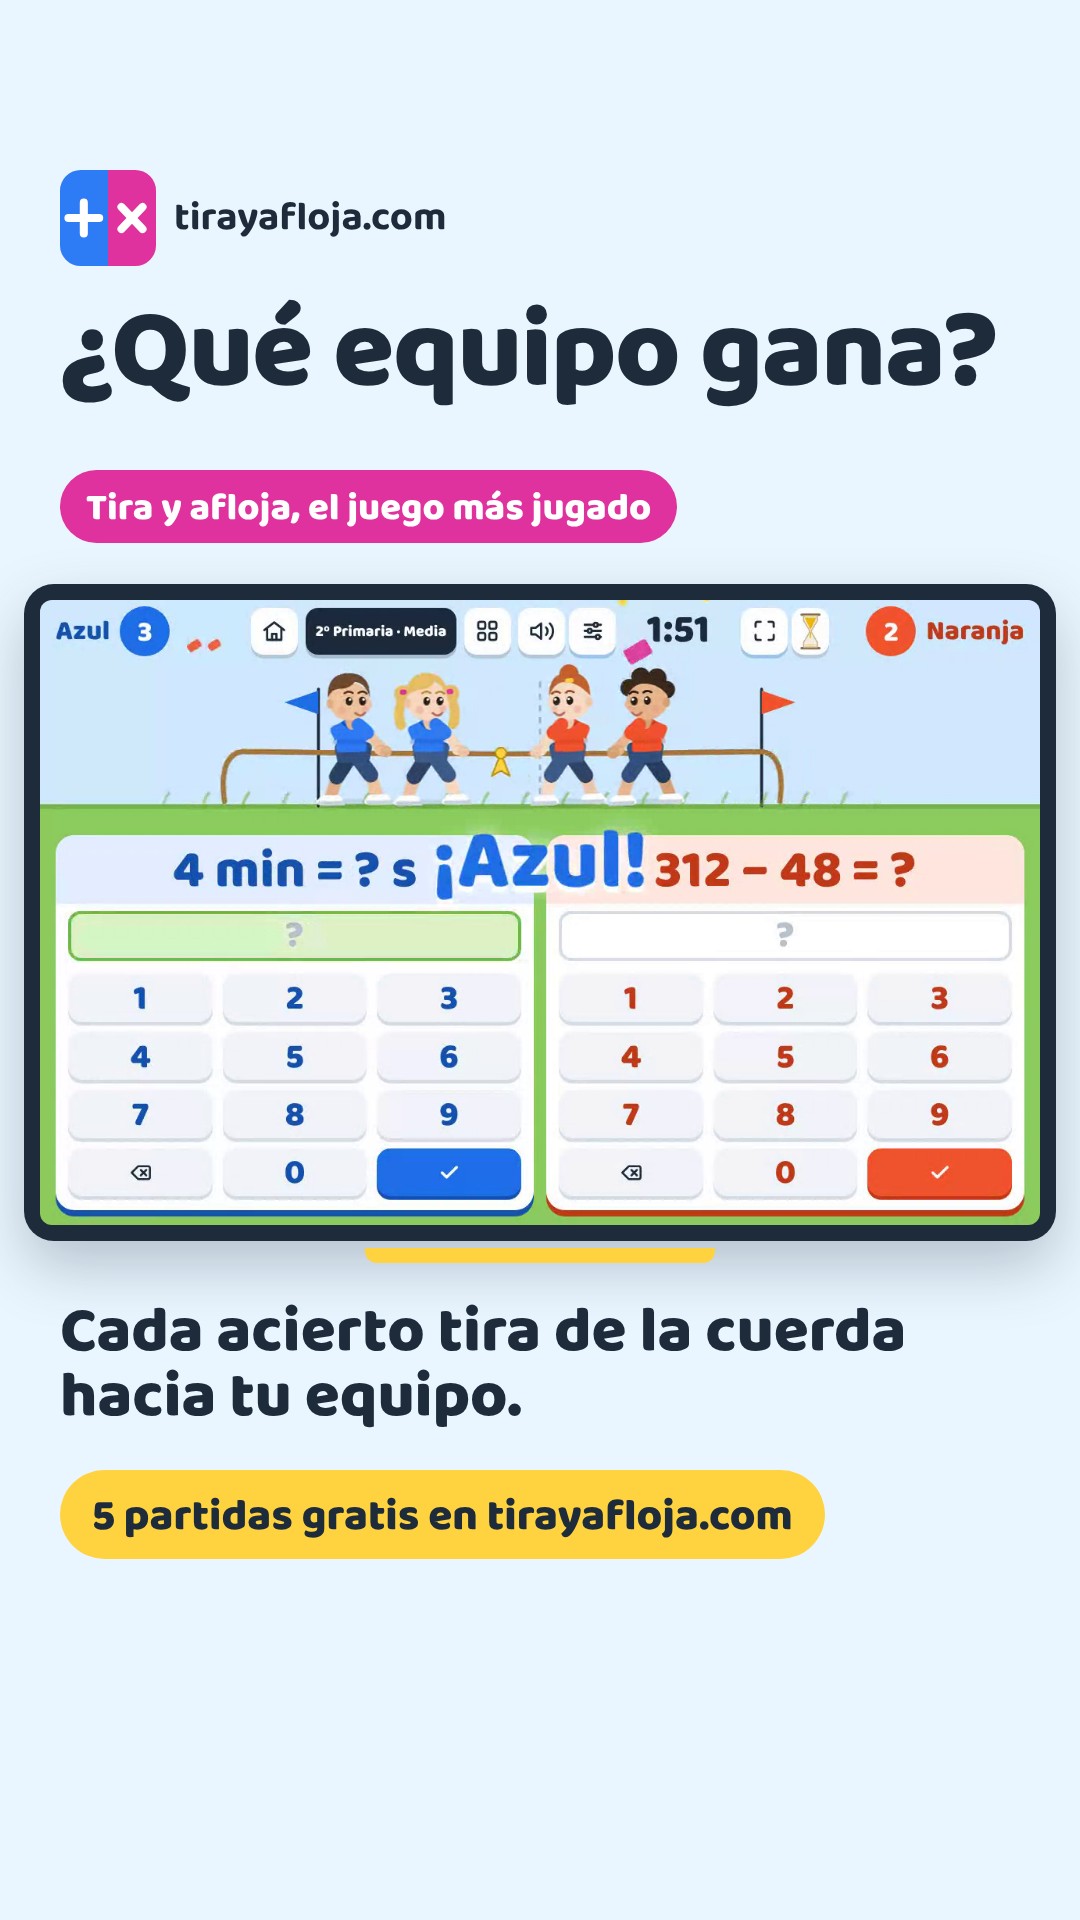 + ×
tirayafloja.com
¿Qué equipo gana?
Tira y afloja, el juego más jugado
Azul 3
2º Primaria · Media
1:51
2 Naranja
4 min = ? s
¡Azul!
312 – 48 = ?
?
1 2 3
4 5 6
7 8 9
0
?
1 2 3
4 5 6
7 8 9
0
Cada acierto tira de la cuerda
hacia tu equipo.
5 partidas gratis en tirayafloja.com